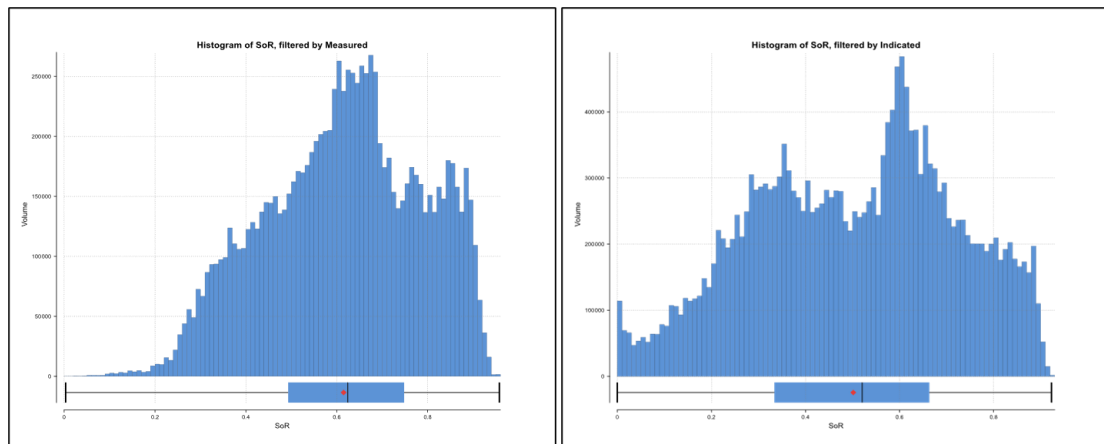 Histogram of SoR, filtered by Measured
250000
200000
150000
100000
50000
0
Volume
0 0.2 0.4 0.6 0.8
SoR
Histogram of SoR, filtered by Indicated
400000
300000
200000
100000
0
Volume
0 0.2 0.4 0.6 0.8
SoR